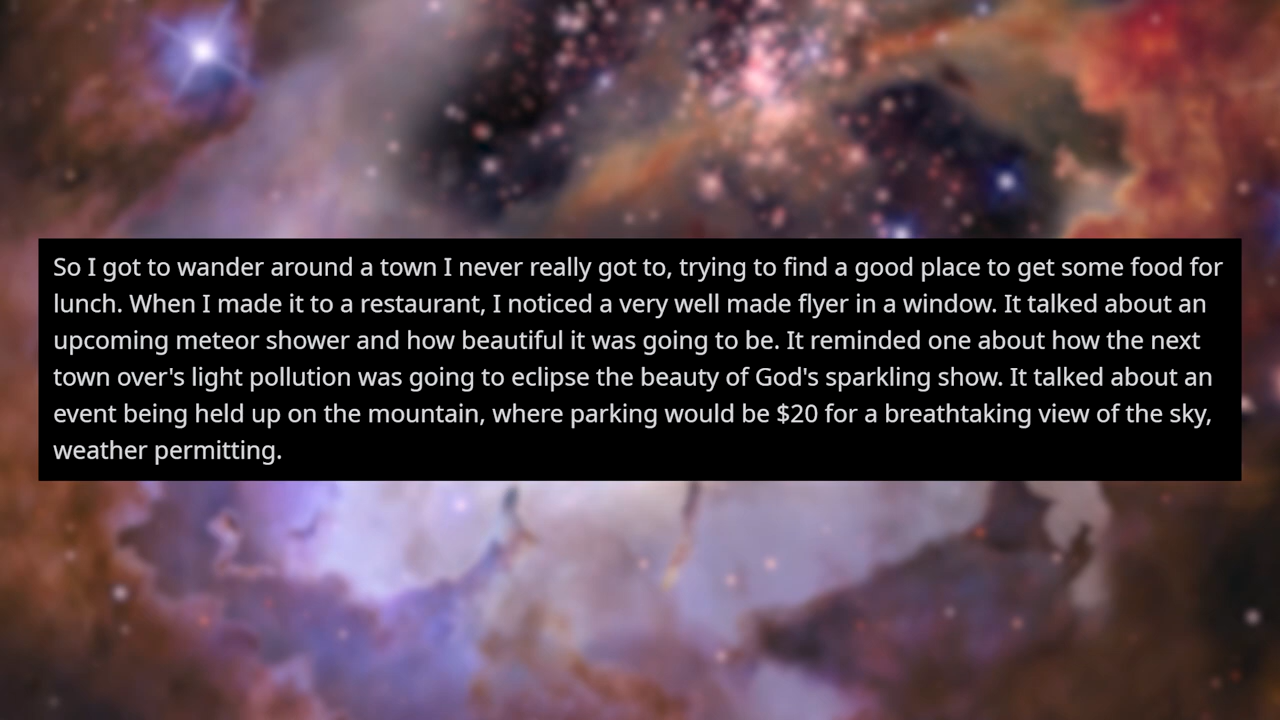 So I got to wander around a town I never really got to, trying to find a good place to get some food for
lunch. When I made it to a restaurant, I noticed a very well made flyer in a window. It talked about an
upcoming meteor shower and how beautiful it was going to be. It reminded one about how the next
town over's light pollution was going to eclipse the beauty of God's sparkling show. It talked about an
event being held up on the mountain, where parking would be $20 for a breathtaking view of the sky,
weather permitting.